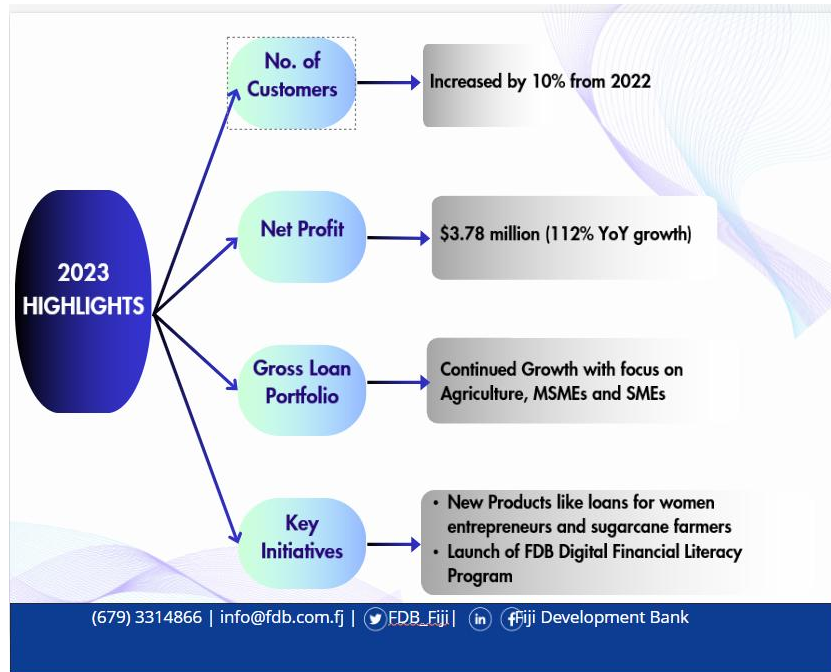 No. of
Customers
Increased by 10% from 2022
Net Profit
$3.78 million (112% YoY growth)
2023
HIGHLIGHTS
Gross Loan
Portfolio
Continued Growth with focus on
Agriculture, MSMEs and SMEs
Key
Initiatives
• New Products like loans for women
entrepreneurs and sugarcane farmers
• Launch of FDB Digital Financial Literacy
Program
(679) 3314866 | info@fdb.com.fj | FDB_Fiji| in f Fiji Development Bank